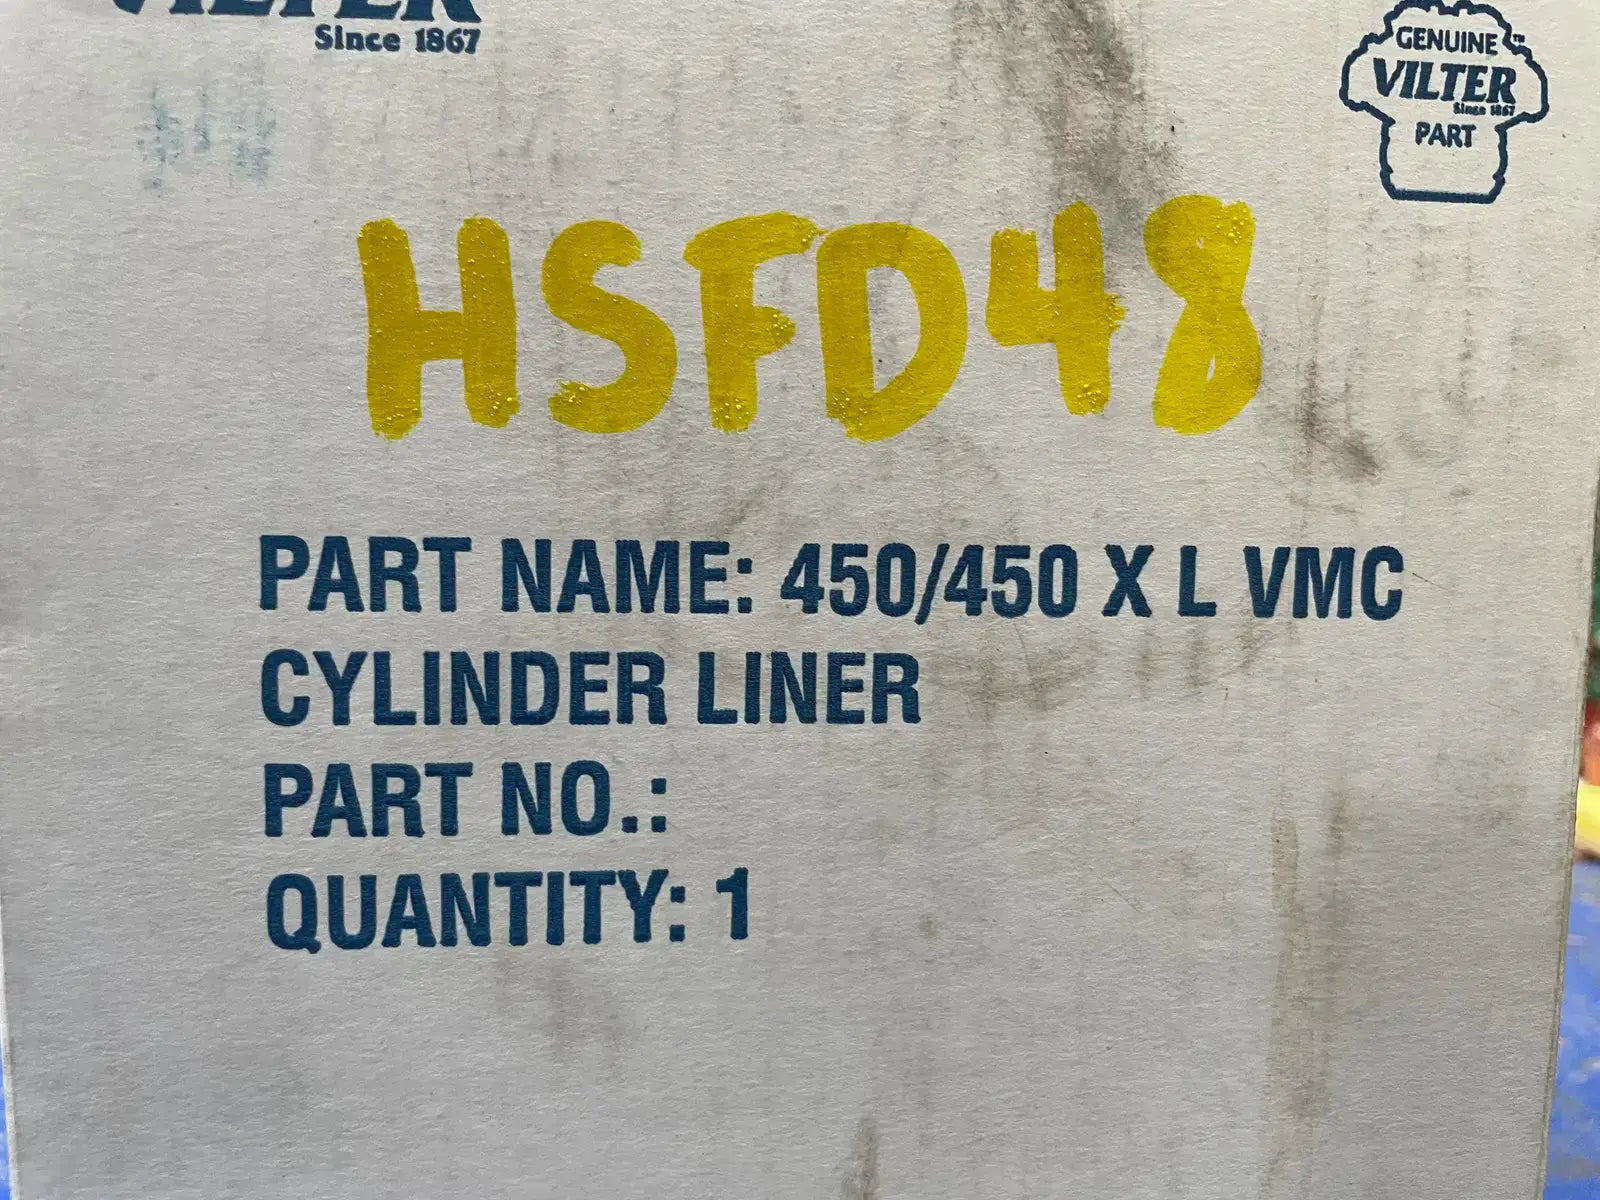 VILTER
Since 1867
GENUINE
VILTER
Since 1867
PART
HSFD48
PART NAME: 450/450 X L VMC
CYLINDER LINER
PART NO.:
QUANTITY: 1